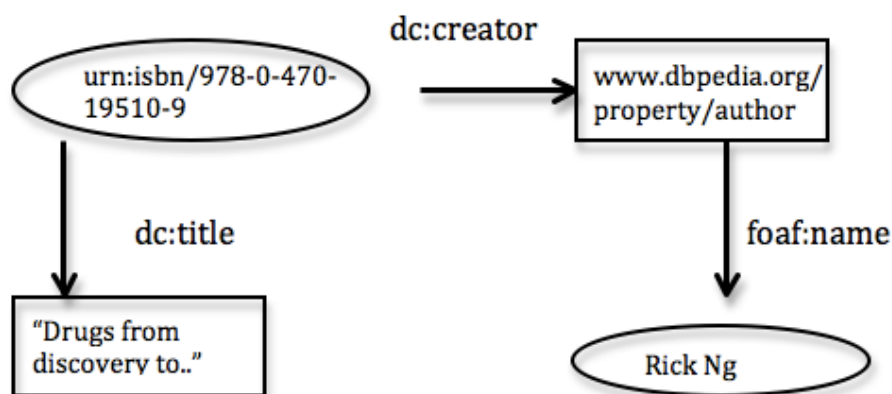 dc:creator
urn:isbn/978-0-470-
19510-9
www.dbpedia.org/
property/author
dc:title
foaf:name
“Drugs from
discovery to..”
Rick Ng